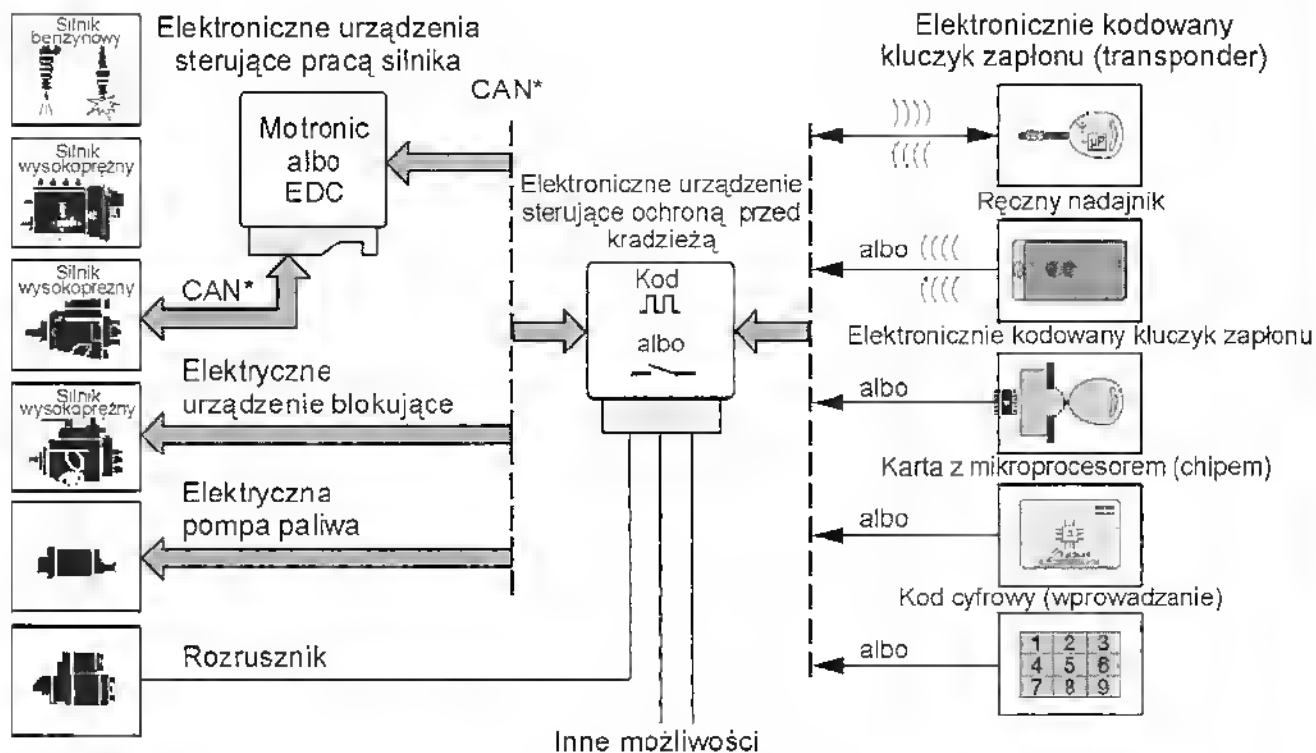 Silnik
benzynowy
Elektroniczne urządzenia
sterujące pracą silnika
CAN*
Motronic
albo
EDC
Silnik
wysokoprężny
Silnik
wysokoprężny
CAN*
Elektryczne
urządzenie blokujące
Silnik
wysokoprężny
Elektryczna
pompa paliwa
Rozrusznik
Elektroniczne urządzenie
sterujące ochroną przed
kradzieżą
Kod
albo
Inne możliwości
Elektronicznie kodowany
kluczyk zapłonu (transponder)
µP
Ręczny nadajnik
albo
Elektronicznie kodowany kluczyk zapłonu
albo
Karta z mikroprocesorem (chipem)
albo
Kod cyfrowy (wprowadzanie)
albo
1 2 3
4 5 6
7 8 9